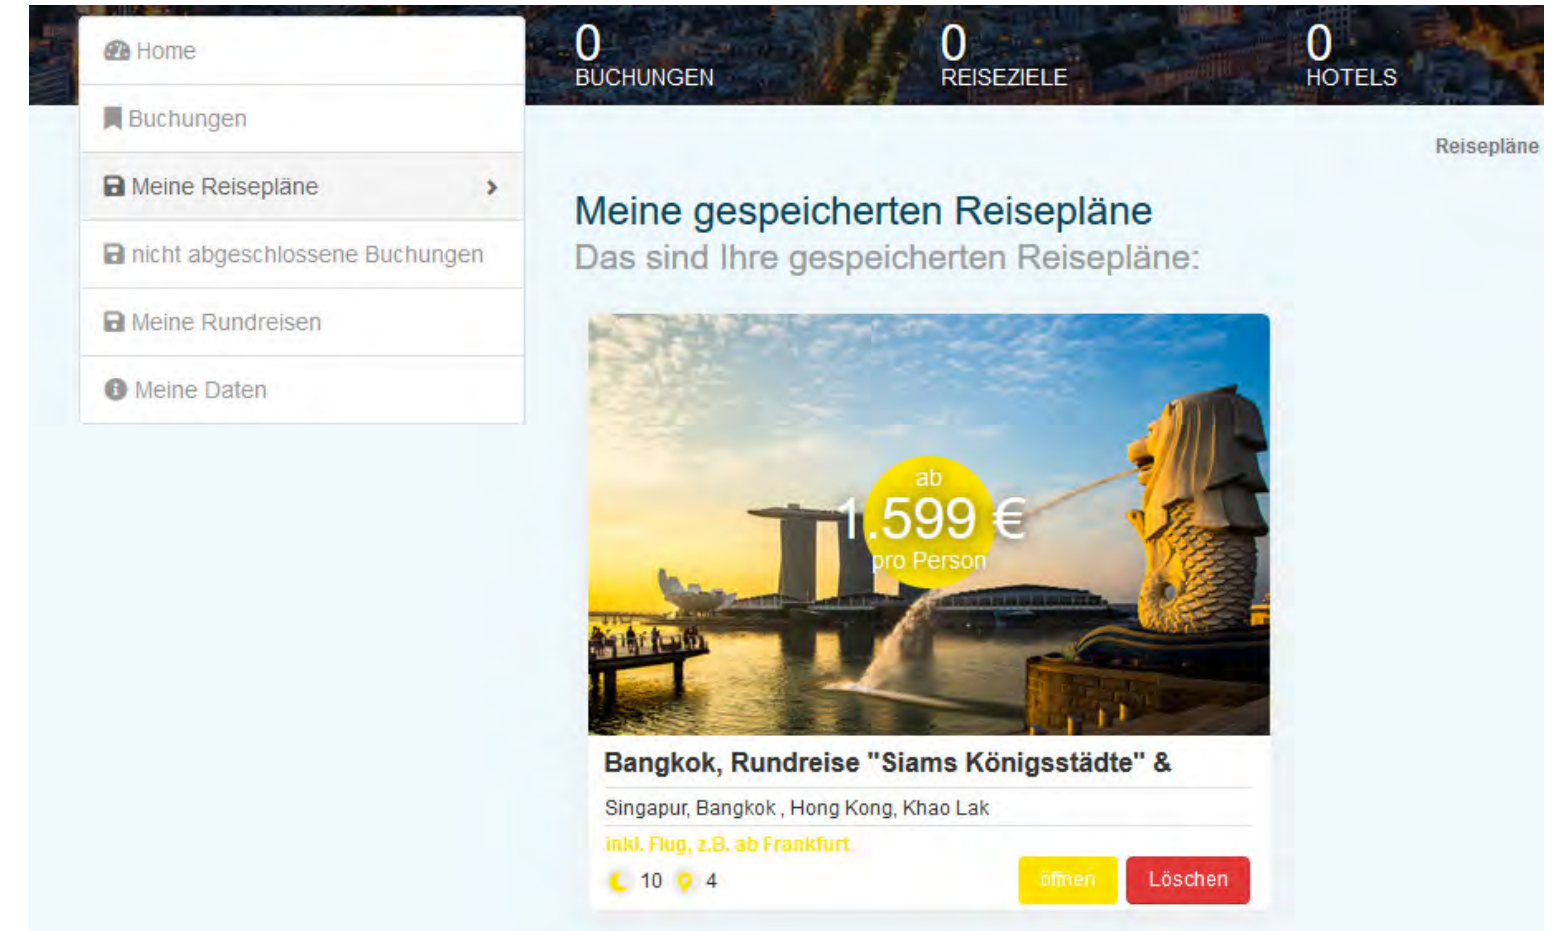 Home
Buchungen
Meine Reisepläne
nicht abgeschlossene Buchungen
Meine Rundreisen
Meine Daten
0
BUCHUNGEN
0
REISEZIELE
0
HOTELS
Reisepläne
Meine gespeicherten Reisepläne
Das sind Ihre gespeicherten Reisepläne:
ab
1.599 €
pro Person
Bangkok, Rundreise "Siams Königsstädte" &
Singapur, Bangkok , Hong Kong, Khao Lak
inkl. Flug, z.B. ab Frankfurt
10 4
öffnen Löschen